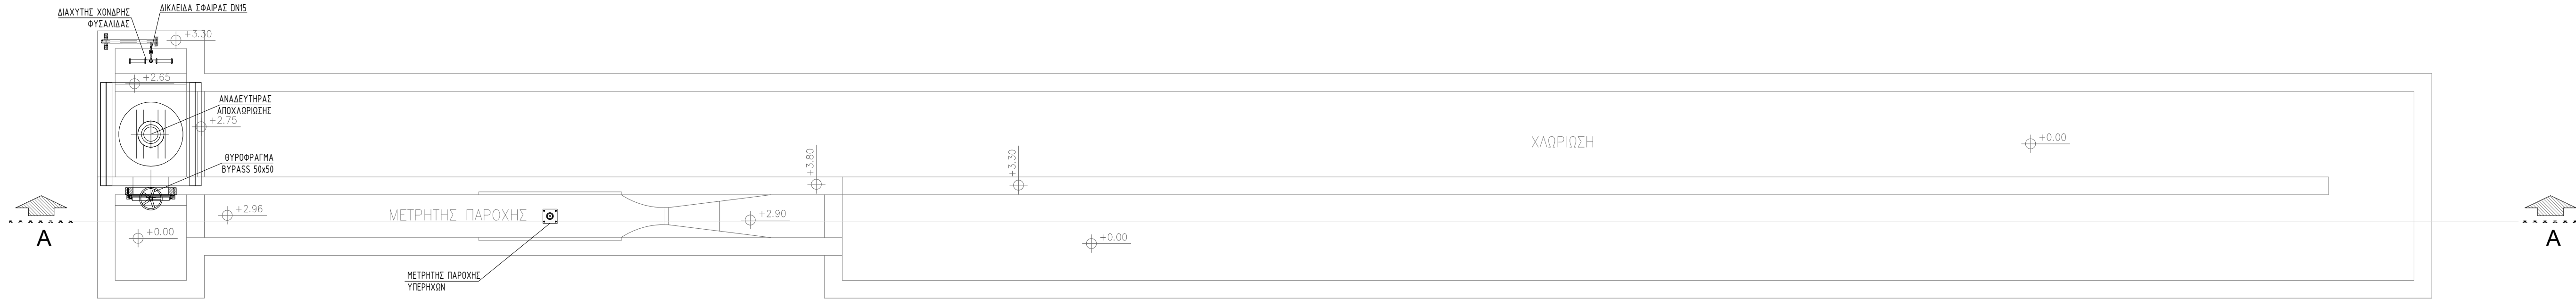 ΔΙΑΧΥΤΗΣ ΧΟΝΔΡΗΣ
ΦΥΣΑΛΙΔΑΣ
ΔΙΚΛΕΙΔΑ ΣΦΑΙΡΑΣ DN15
+3.30
+2.65
ΑΝΑΔΕΥΤΗΡΑΣ
ΑΠΟΧΛΩΡΙΩΣΗΣ
+2.75
ΘΥΡΟΦΡΑΓΜΑ
BYPASS 50x50
+3.80
+3.30
ΧΛΩΡΙΩΣΗ
+0.00
+2.96
ΜΕΤΡΗΤΗΣ ΠΑΡΟΧΗΣ
+2.90
+0.00
+0.00
A
A
ΜΕΤΡΗΤΗΣ ΠΑΡΟΧΗΣ
ΥΠΕΡΗΧΩΝ